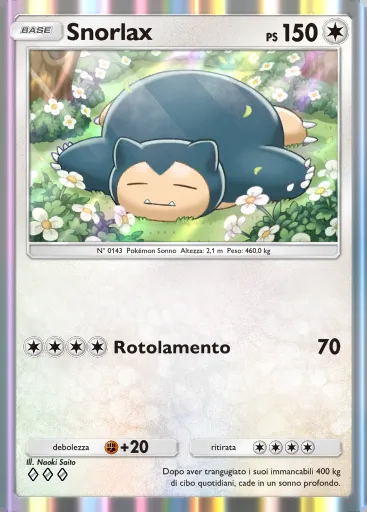 BASE Snorlax PS 150
N° 0143 Pokémon Sonno Altezza: 2,1 m Peso: 460,0 kg
Rotolamento 70
debolezza +20 ritirata
Ill. Naoki Saito
Dopo aver trangugiato i suoi immancabili 400 kg
di cibo quotidiani, cade in un sonno profondo.